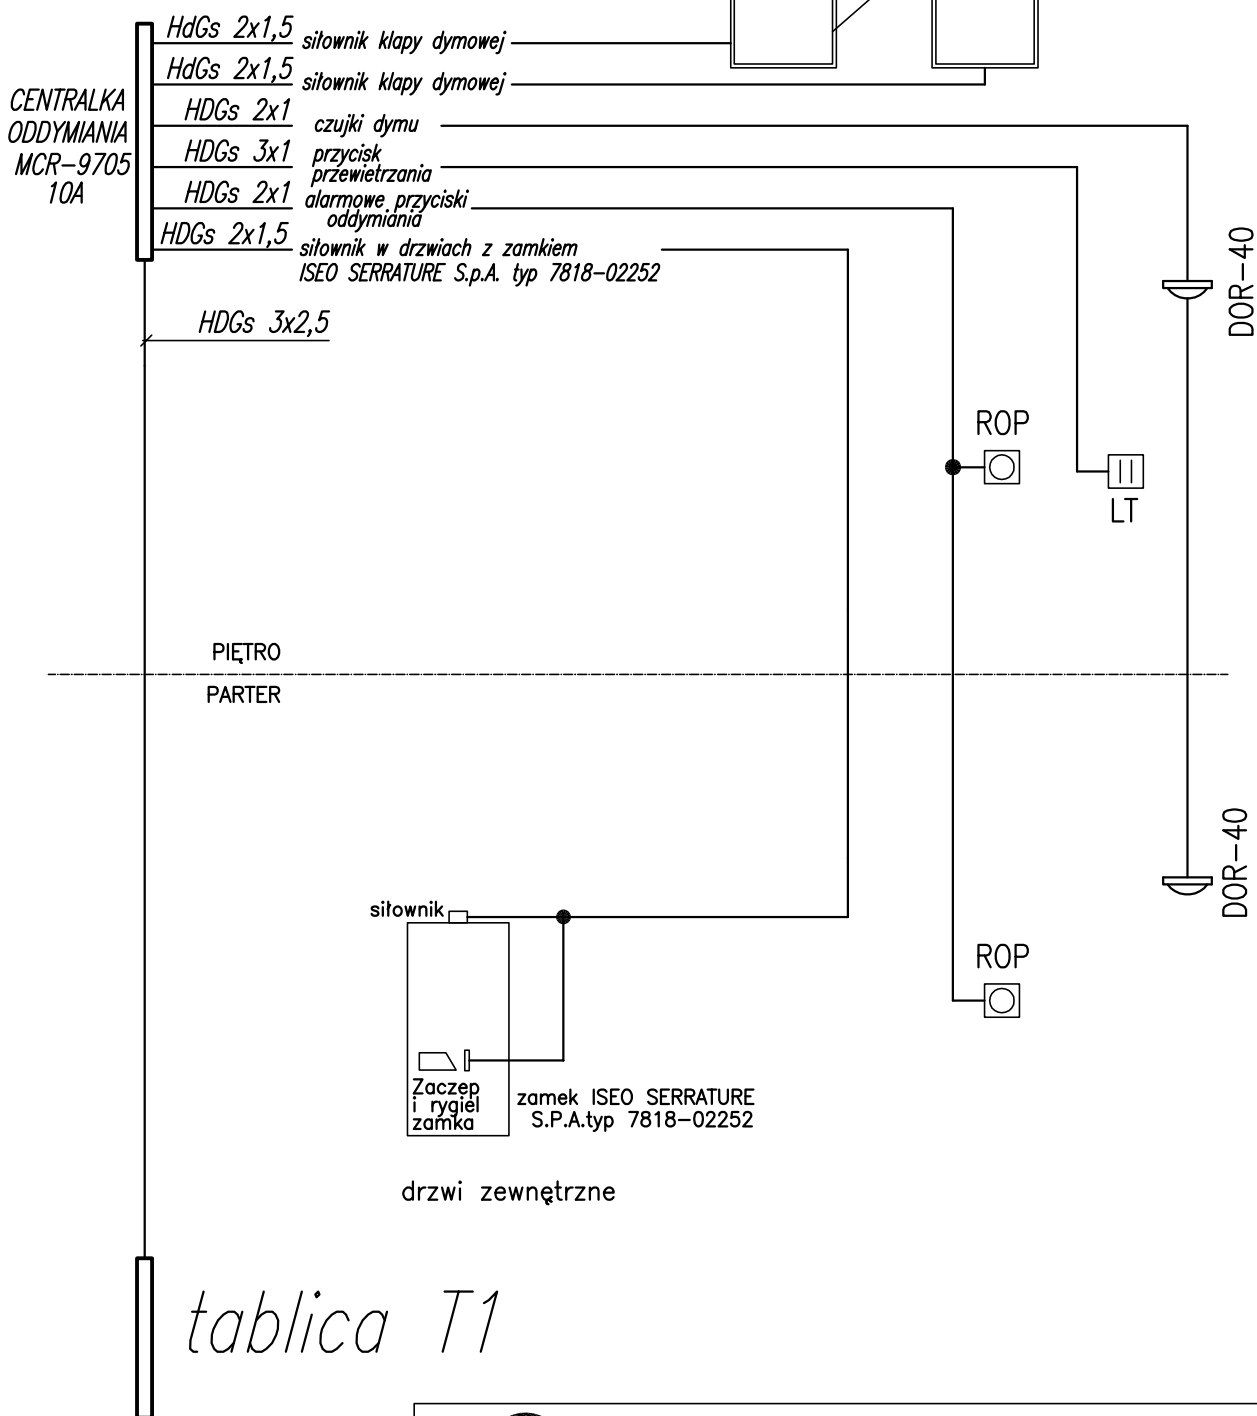 HdGs 2x1,5 siłownik klapy dymowej
HdGs 2x1,5 siłownik klapy dymowej
CENTRALKA
ODDYMIANIA
MCR-9705
10A
HDGs 2x1 czujki dymu
HDGs 3x1 przycisk
przewietrzania
HDGs 2x1 alarmowe przyciski
oddymiania
HDGs 2x1,5 siłownik w drzwiach z zamkiem
ISEO SERRATURE S.p.A. typ 7818-02252
HDGs 3x2,5
DOR-40
ROP
LT
PIĘTRO
PARTER
DOR-40
siłownik
ROP
Zaczep
i rygiel
zamka
zamek ISEO SERRATURE
S.P.A.typ 7818-02252
drzwi zewnętrzne
tablica T1